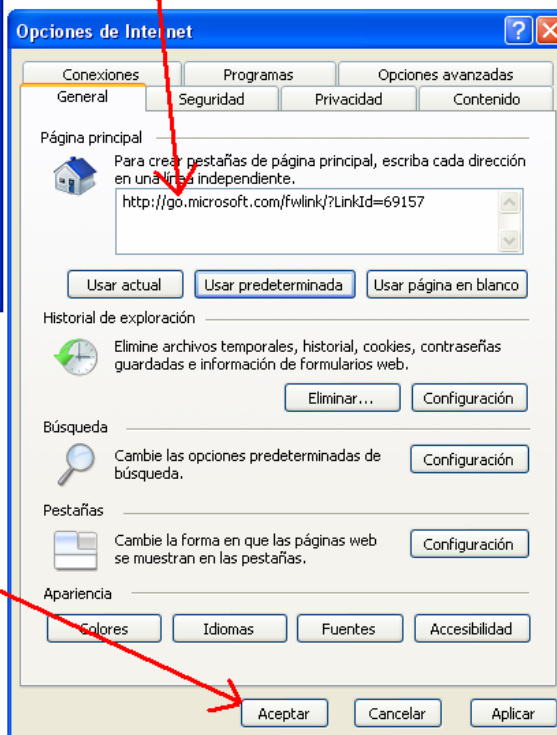 Opciones de Internet
Conexiones Programas Opciones avanzadas
General Seguridad Privacidad Contenido
Página principal
Para crear pestañas de página principal, escriba cada dirección
en una línea independiente.
http://go.microsoft.com/fwlink/?LinkId=69157
Usar actual Usar predeterminada Usar página en blanco
Historial de exploración
Elimine archivos temporales, historial, cookies, contraseñas
guardadas e información de formularios web.
Eliminar... Configuración
Búsqueda
Cambie las opciones predeterminadas de
búsqueda.
Configuración
Pestañas
Cambie la forma en que las páginas web
se muestran en las pestañas.
Configuración
Apariencia
Colores Idiomas Fuentes Accesibilidad
Aceptar Cancelar Aplicar